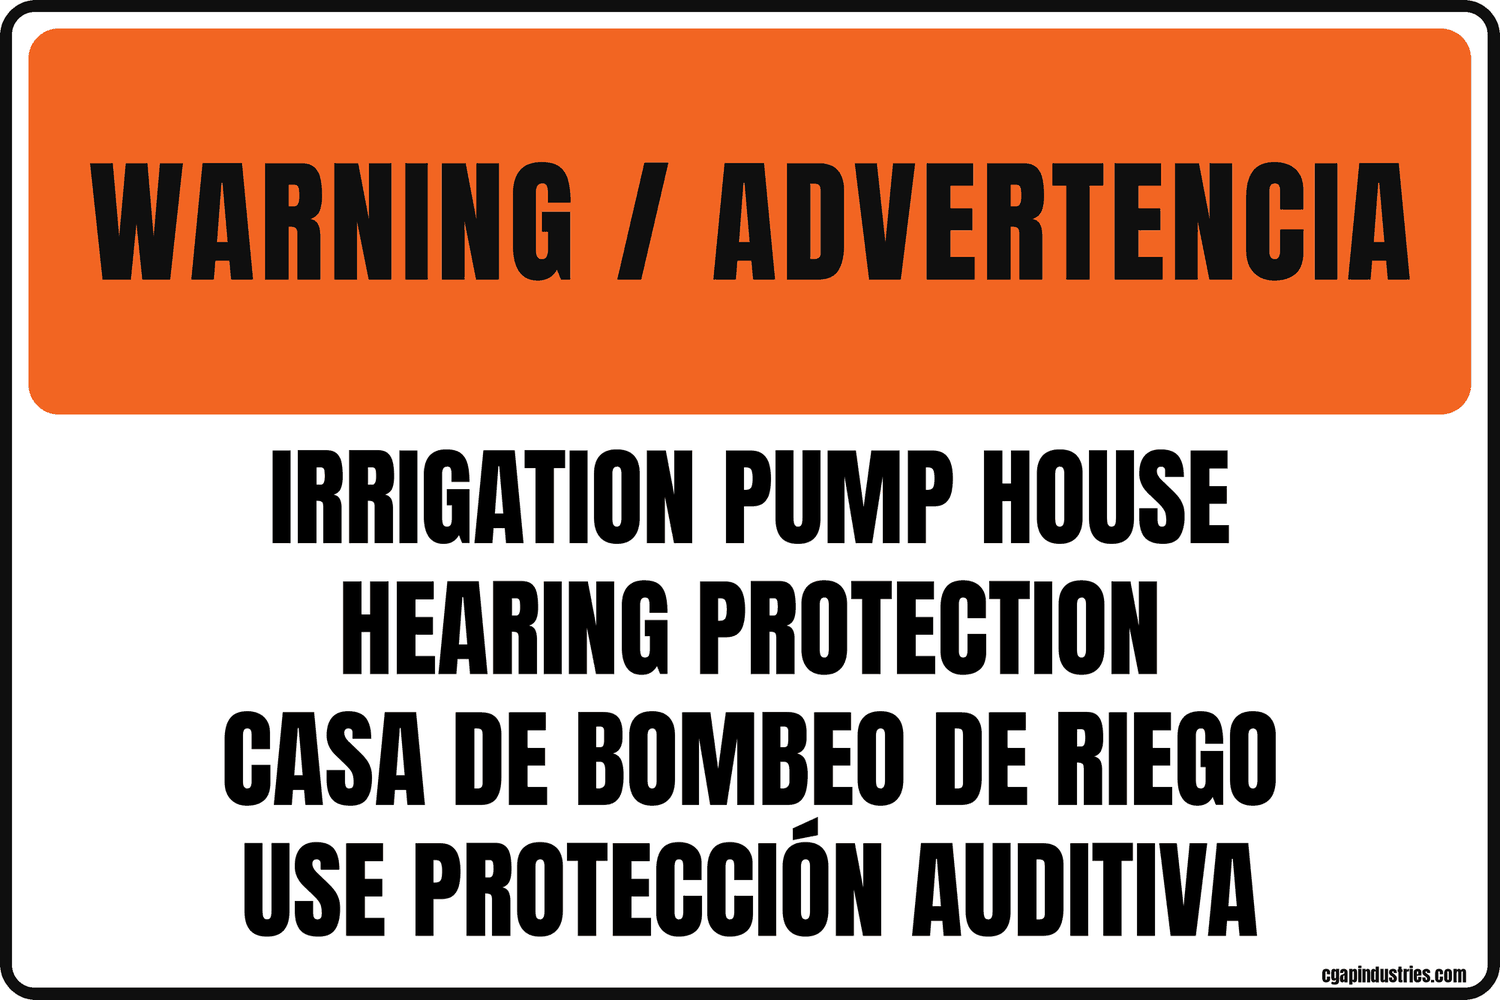 WARNING / ADVERTENCIA
IRRIGATION PUMP HOUSE
HEARING PROTECTION
CASA DE BOMBEO DE RIEGO
USE PROTECCIÓN AUDITIVA
cgapindustries.com